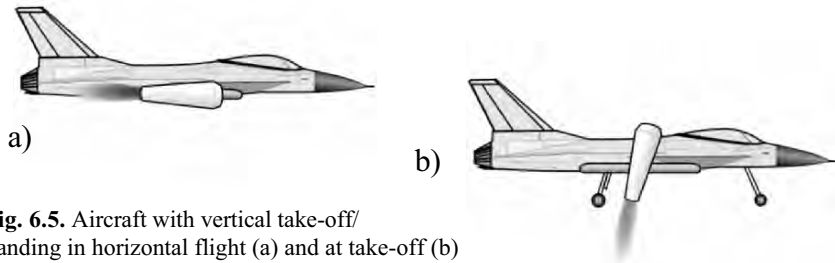 a)
b)
ig. 6.5. Aircraft with vertical take-off/
anding in horizontal flight (a) and at take-off (b)